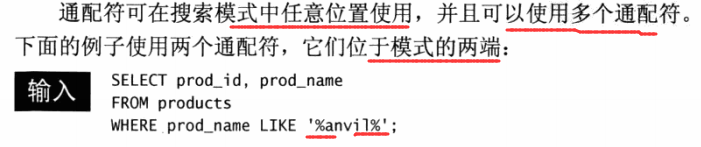 通配符可在搜索模式中任意位置使用，并且可以使用多个通配符。
下面的例子使用两个通配符，它们位于模式的两端：
输入
SELECT prod_id, prod_name
FROM products
WHERE prod_name LIKE '%anvil%';